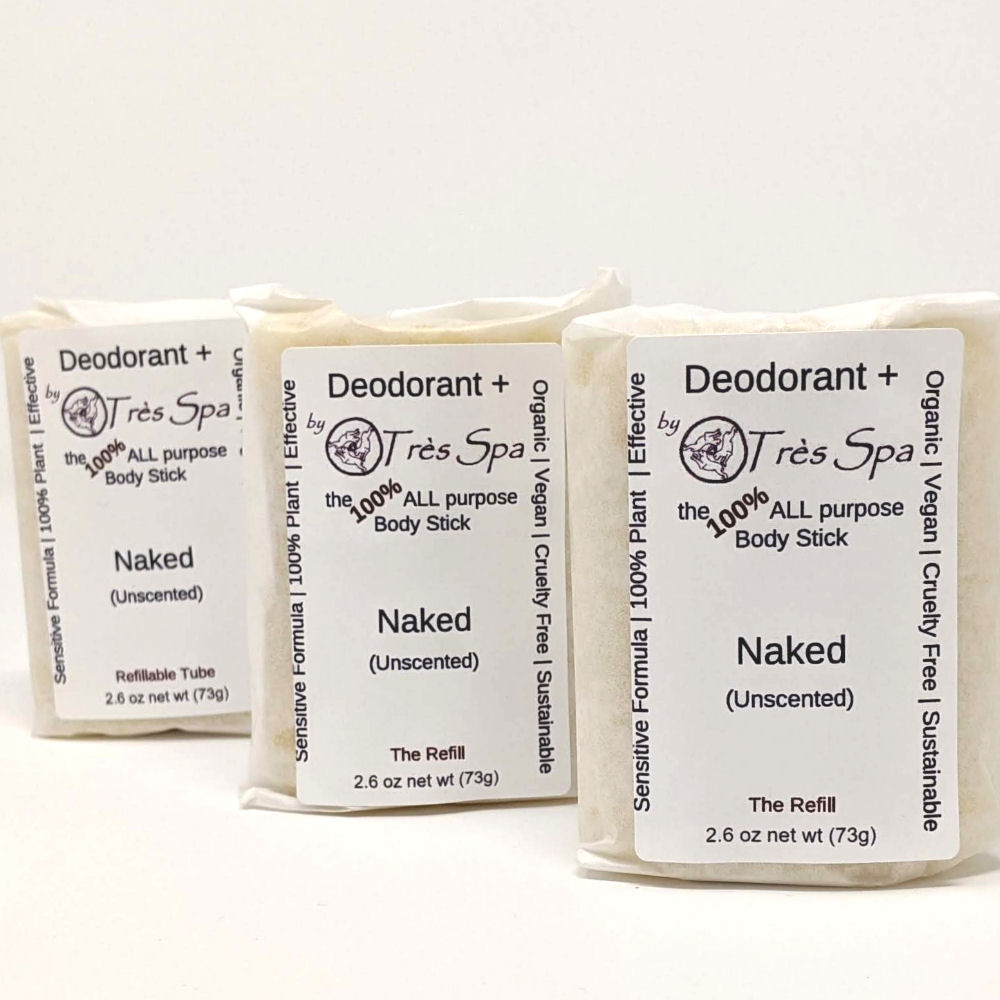 Deodorant +
by Très Spa
the 100% ALL purpose
Body Stick
Naked
(Unscented)
Refillable Tube
2.6 oz net wt (73g)
Sensitive Formula | 100% Plant | Effective
Deodorant +
by Très Spa
the 100% ALL purpose
Body Stick
Naked
(Unscented)
The Refill
2.6 oz net wt (73g)
Sensitive Formula | 100% Plant | Effective
Organic | Vegan | Cruelty Free | Sustainable
Deodorant +
by Très Spa
the 100% ALL purpose
Body Stick
Naked
(Unscented)
The Refill
2.6 oz net wt (73g)
Sensitive Formula | 100% Plant | Effective
Organic | Vegan | Cruelty Free | Sustainable